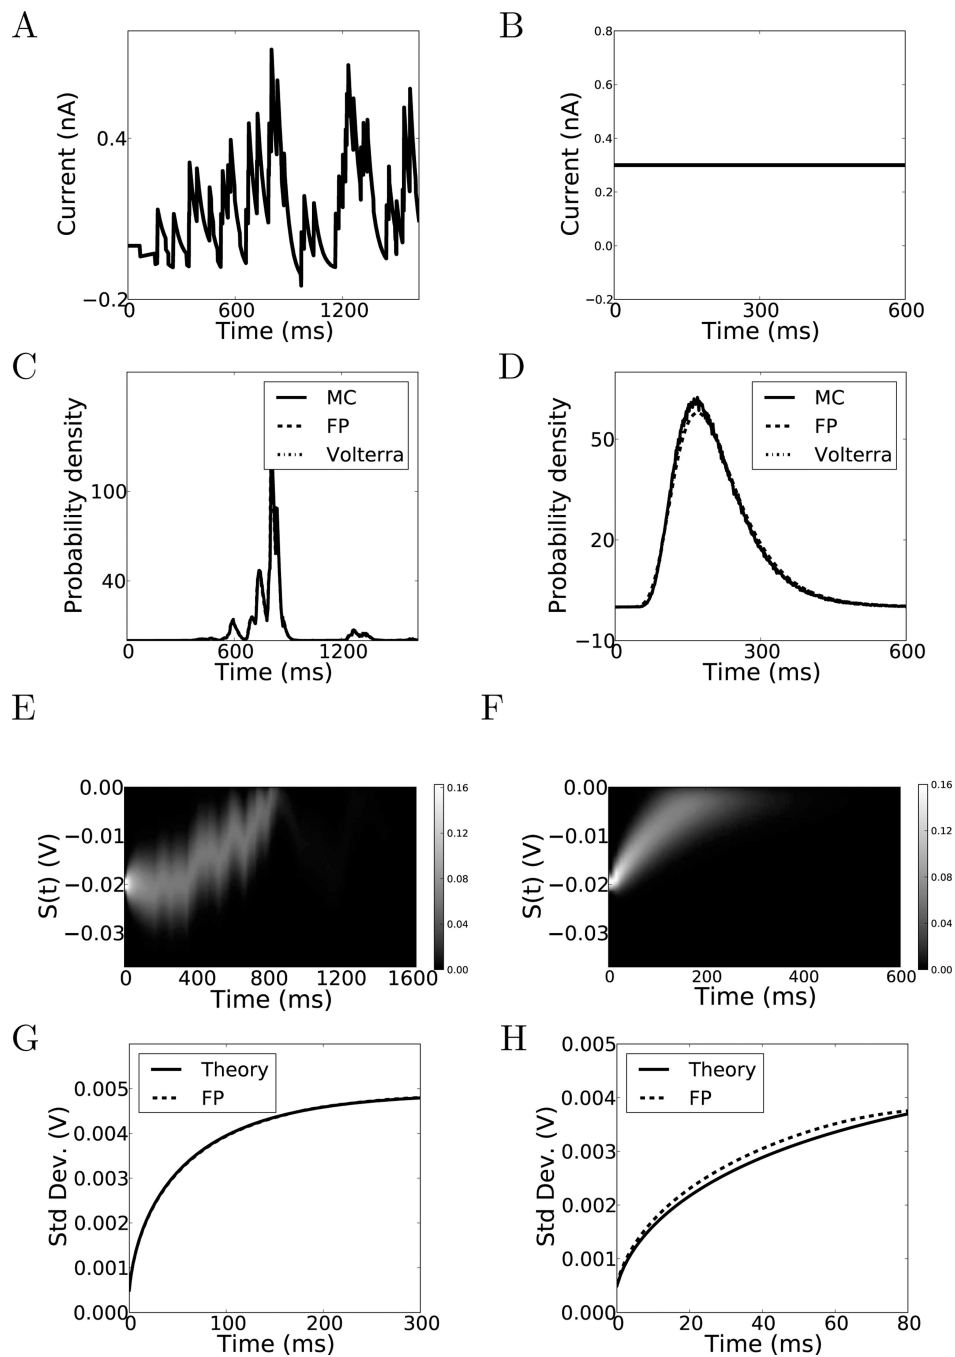 A
Current (nA)
0.4
−0.2
600
1200
Time (ms)
B
Current (nA)
0.8
0.6
0.4
0.2
0.0
−0.2
0
300
600
Time (ms)
C
Probability density
100
40
0
600
1200
Time (ms)
MC
FP
Volterra
D
Probability density
50
20
−10
0
300
600
Time (ms)
MC
FP
Volterra
E
S(t) (V)
0.00
−0.01
−0.02
−0.03
0
400
800
1200
1600
Time (ms)
0.16
0.12
0.08
0.04
0.00
F
S(t) (V)
0.00
−0.01
−0.02
−0.03
0
200
400
600
Time (ms)
0.16
0.12
0.08
0.04
0.00
G
Std Dev. (V)
0.005
0.004
0.003
0.002
0.001
0.000
0
100
200
300
Time (ms)
Theory
FP
H
Std Dev. (V)
0.005
0.004
0.003
0.002
0.001
0.000
0
20
40
60
80
Time (ms)
Theory
FP